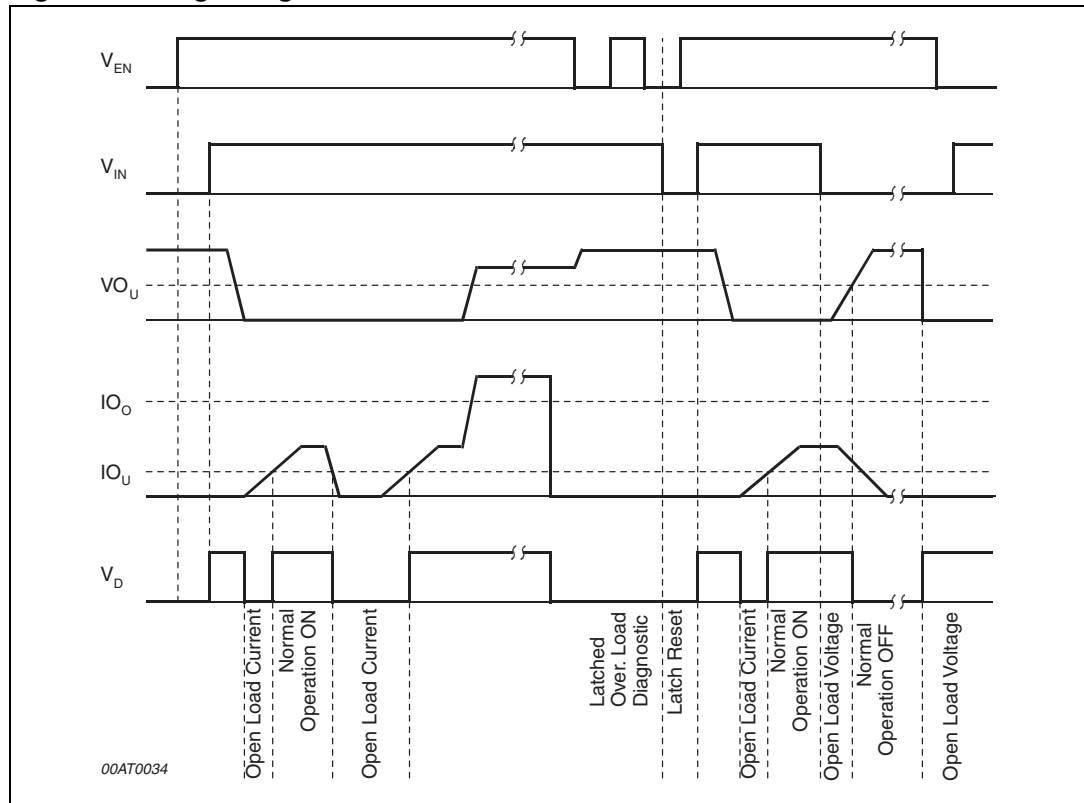 V_EN
V_IN
VO_U
IO_O
IO_U
V_D
Open Load Current
Normal
Operation ON
Open Load Current
Latched
Over. Load
Diagnostic
Latch Reset
Open Load Current
Normal
Operation ON
Open Load Voltage
Normal
Operation OFF
Open Load Voltage
00AT0034